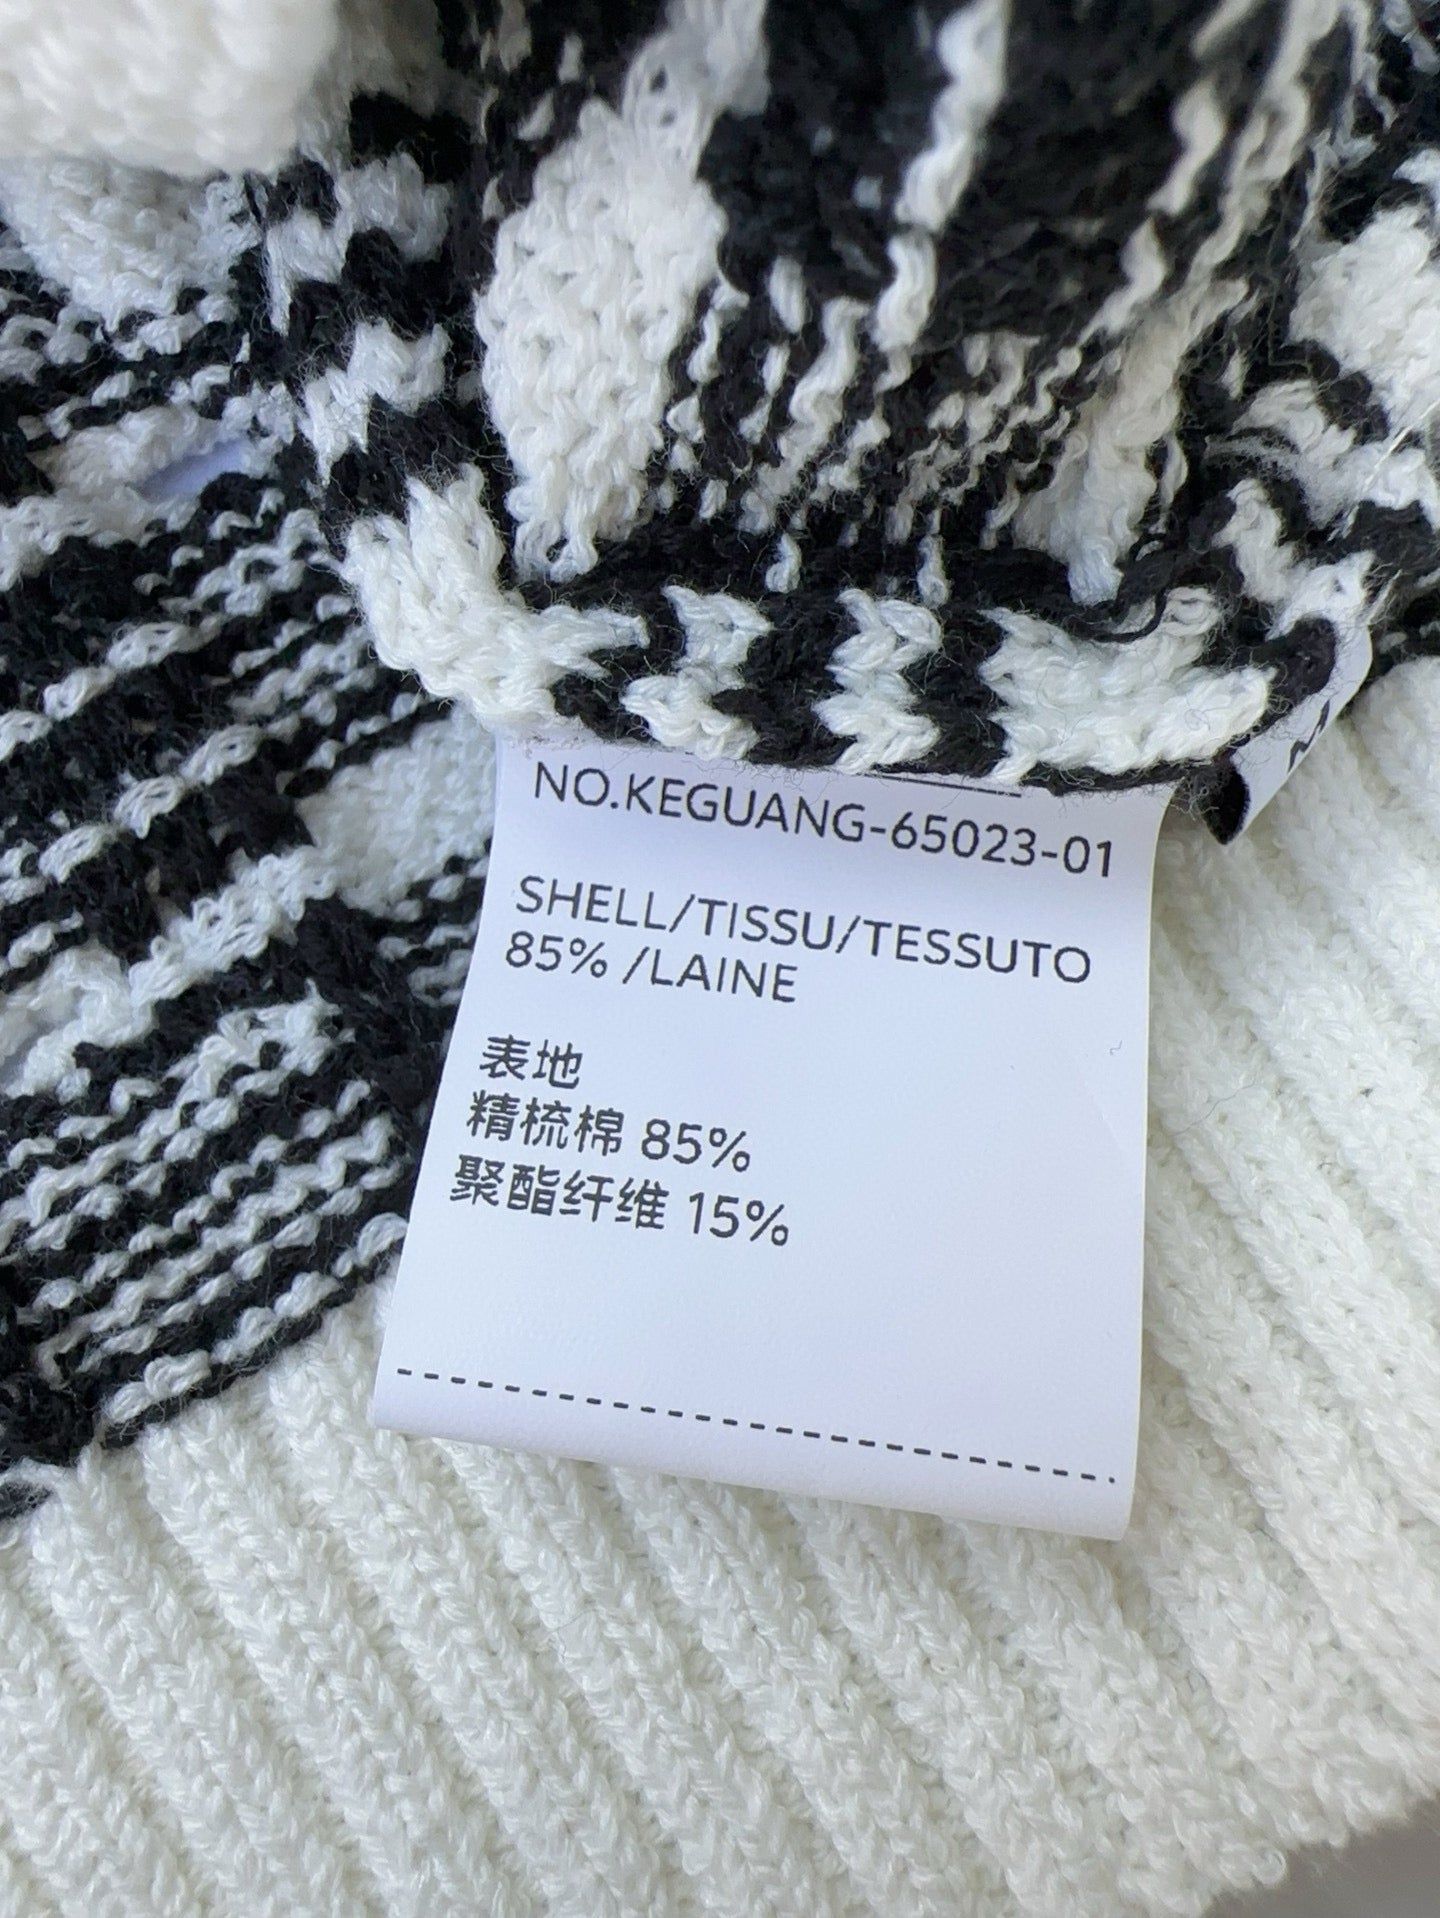 NO.KEGUANG-65023-01
SHELL/TISSU/TESSUTO
85% /LAINE
表地
精梳棉 85%
聚酯纤维 15%